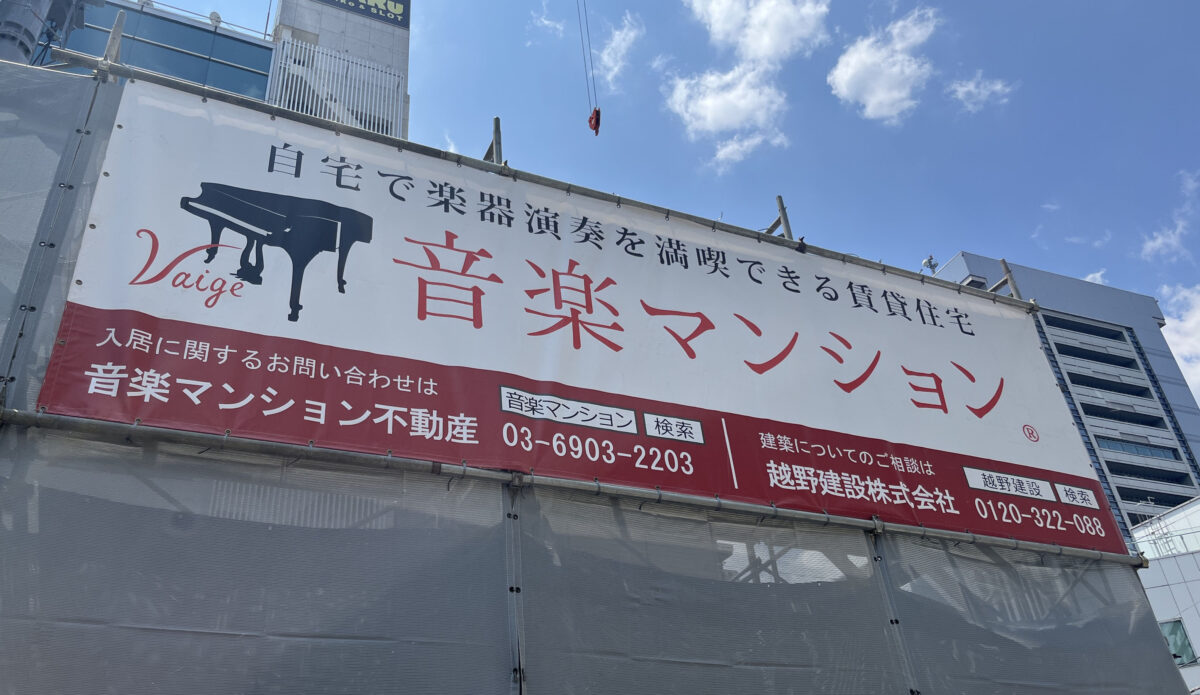 自宅で楽器演奏を満喫できる賃貸住宅
Vaige
音楽マンション®
入居に関するお問い合わせは
音楽マンション不動産
音楽マンション 検索
03-6903-2203
建築についてのご相談は
越野建設株式会社
越野建設 検索
0120-322-088
& SLOT